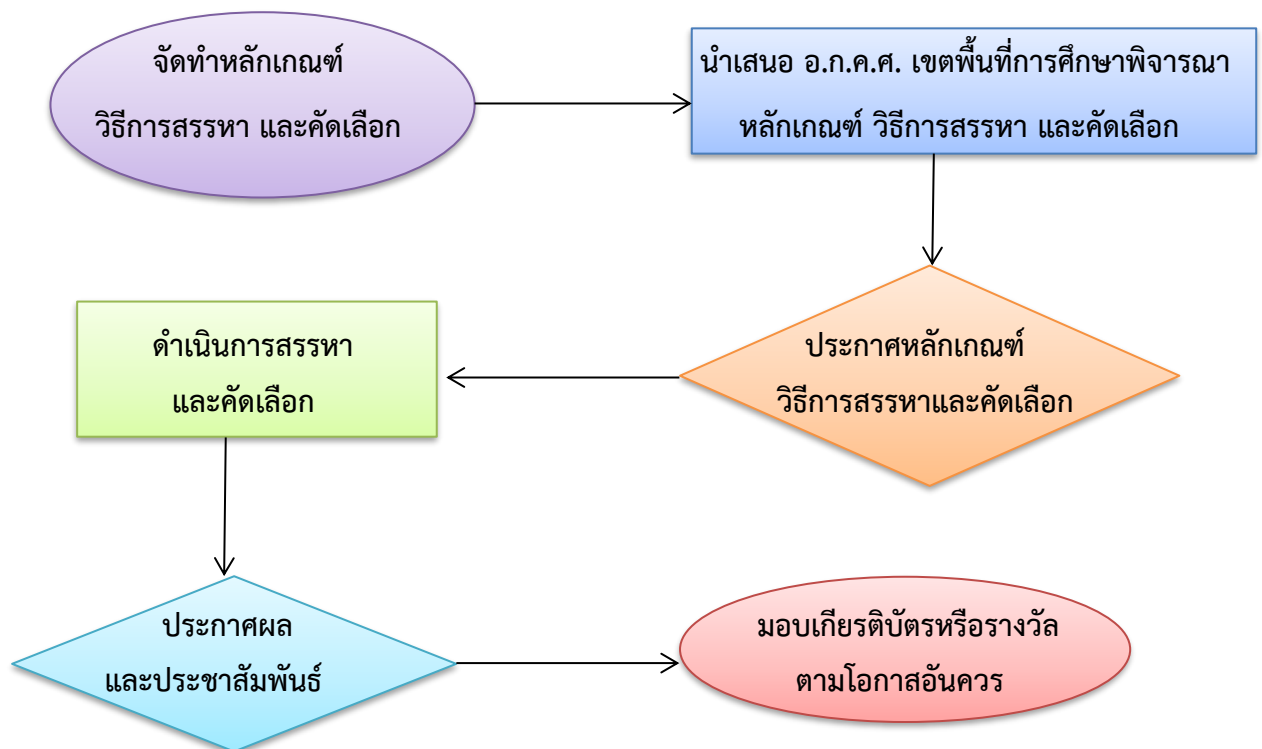 จัดทำหลักเกณฑ์
วิธีการสรรหา และคัดเลือก
นำเสนอ อ.ก.ค.ศ. เขตพื้นที่การศึกษาพิจารณา
หลักเกณฑ์ วิธีการสรรหา และคัดเลือก
ประกาศหลักเกณฑ์
วิธีการสรรหาและคัดเลือก
ดำเนินการสรรหา
และคัดเลือก
ประกาศผล
และประชาสัมพันธ์
มอบเกียรติบัตรหรือรางวัล
ตามโอกาสอันควร